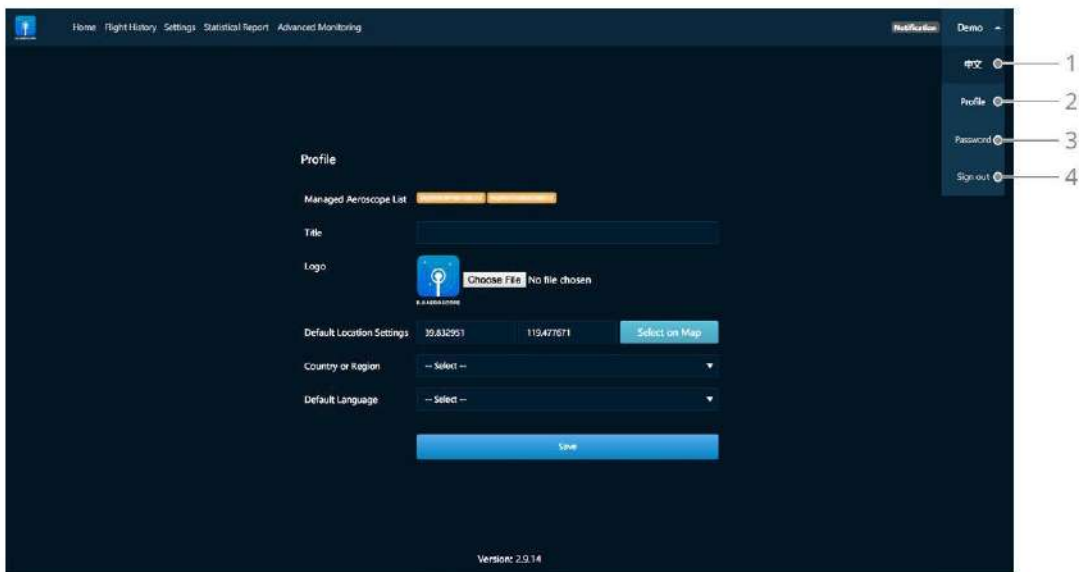 Home Flight History Settings Statistical Report Advanced Monitoring Notification Demo
中文 1
Profile 2
Password 3
Sign out 4
Profile
Managed Aeroscope List
Title
Logo
Choose File No file chosen
Default Location Settings 39.832951 119.477671 Select on Map
Country or Region -- Select --
Default Language -- Select --
Save
Version: 2.9.14